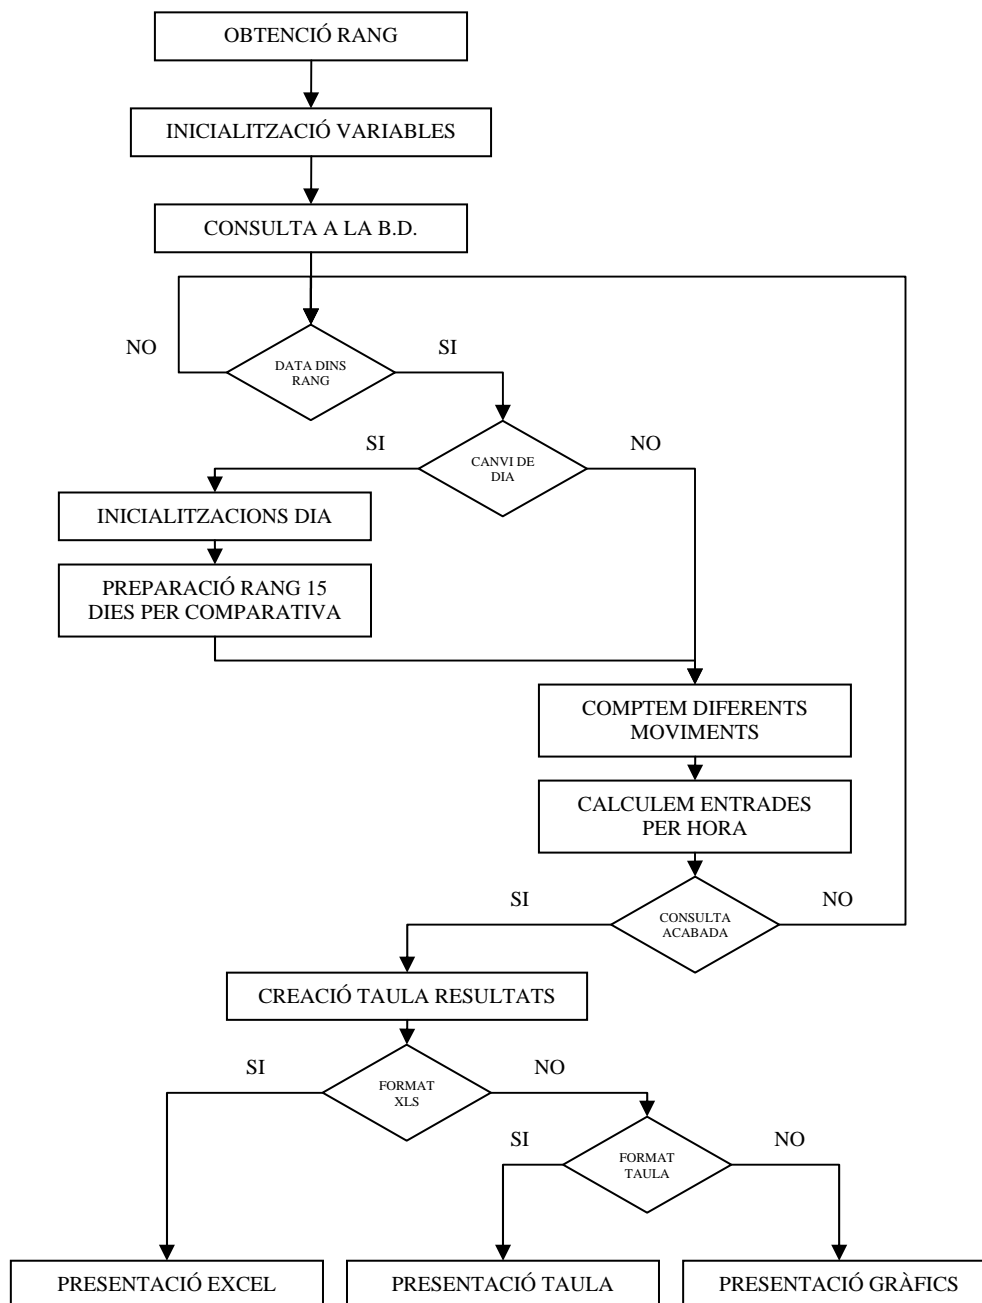 OBTENCIÓ RANG
INICIALITZACIÓ VARIABLES
CONSULTA A LA B.D.
NO
SI
DATA DINS
RANG
SI
NO
CANVI DE
DIA
INICIALITZACIONS DIA
PREPARACIÓ RANG 15
DIES PER COMPARATIVA
COMPTEM DIFERENTS
MOVIMENTS
CALCULEM ENTRADES
PER HORA
SI
NO
CONSULTA
ACABADA
CREACIÓ TAULA RESULTATS
SI
NO
FORMAT
XLS
SI
NO
FORMAT
TAULA
PRESENTACIÓ EXCEL
PRESENTACIÓ TAULA
PRESENTACIÓ GRÀFICS